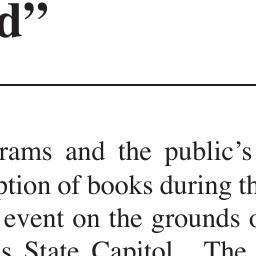 d”
rams and the public’s
ption of books during th
event on the grounds o
s State Capitol. The